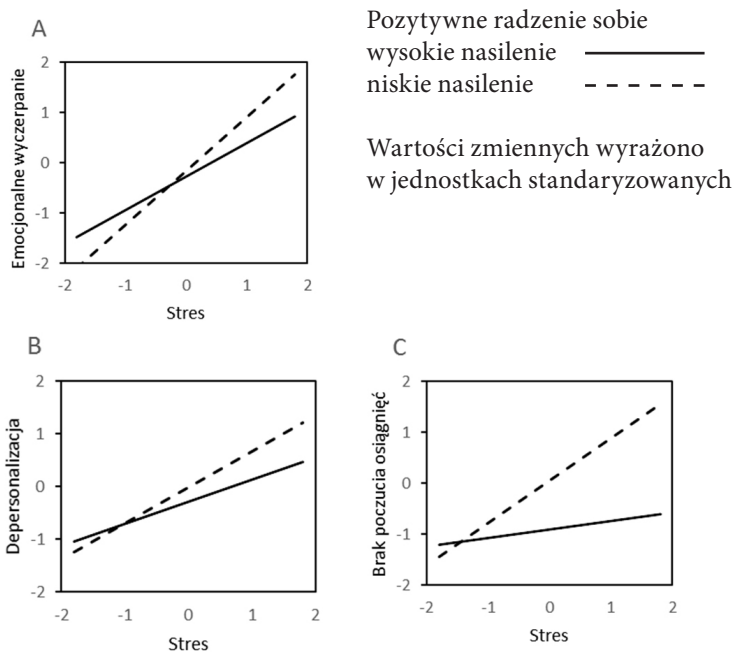 A
Pozytywne radzenie sobie
wysokie nasilenie
niskie nasilenie
Wartości zmiennych wyrażono
w jednostkach standaryzowanych
Emocjonalne wyczerpanie
2
1
0
-1
-2
-2 -1 0 1 2
Stres
B
Depersonalizacja
2
1
0
-1
-2
-2 -1 0 1 2
Stres
C
Brak poczucia osiągnięć
2
1
0
-1
-2
-2 -1 0 1 2
Stres